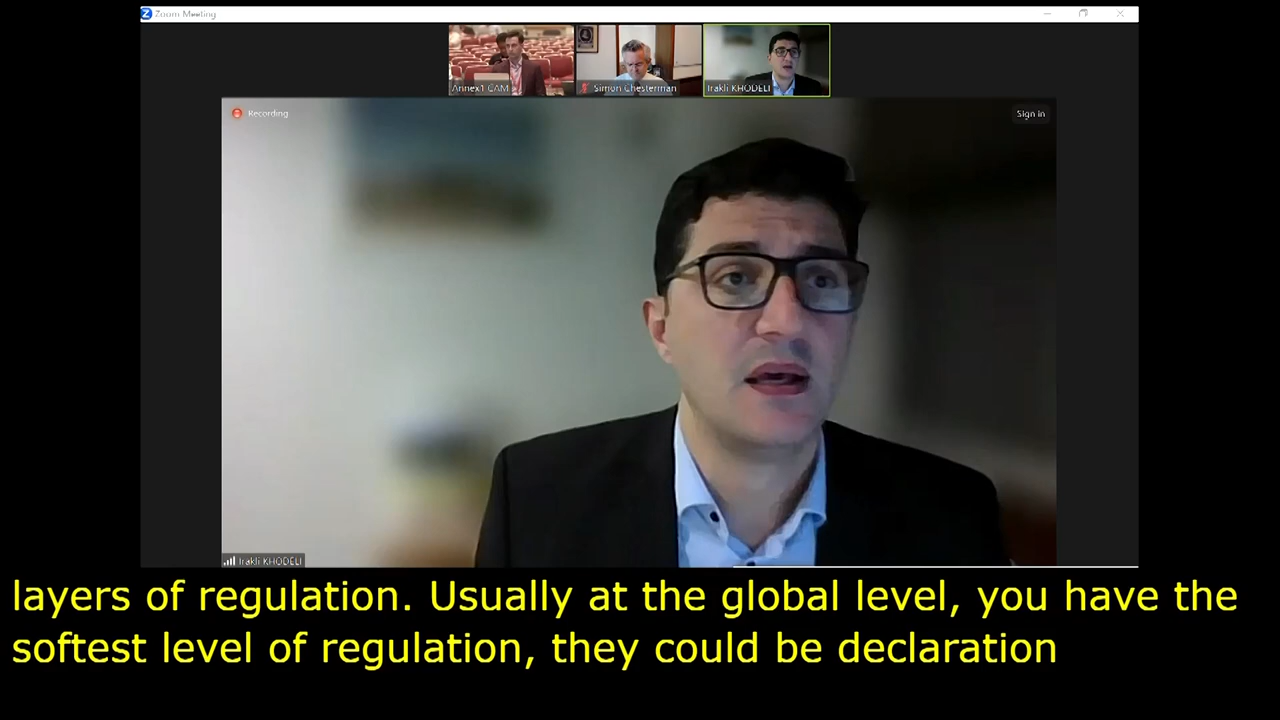 Zoom Meeting
Annex1 CAM
Simon Chesterman
Irakli KHODELI
Recording
Sign in
Irakli KHODELI
layers of regulation. Usually at the global level, you have the
softest level of regulation, they could be declaration